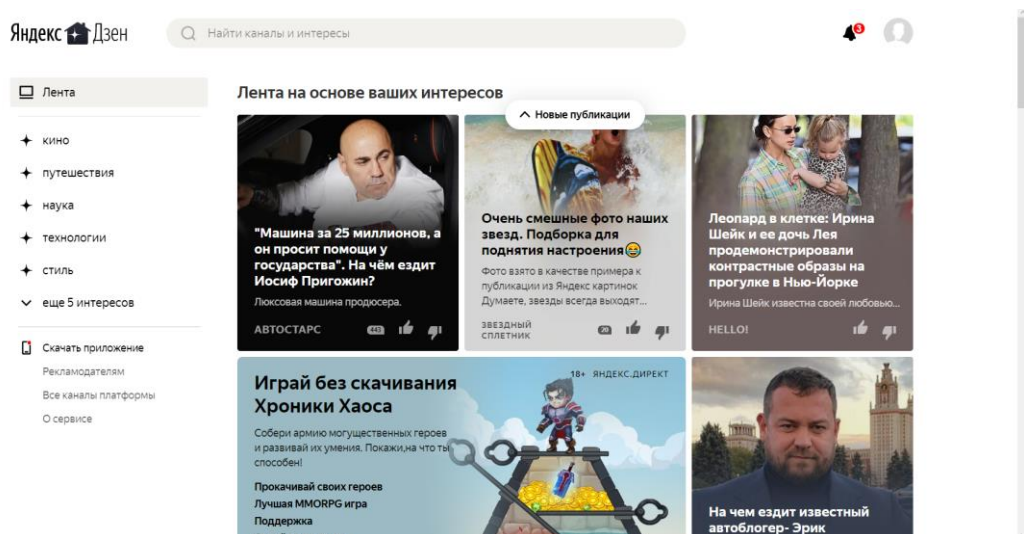 Яндекс Дзен
Найти каналы и интересы
3
Лента
кино
путешествия
наука
технологии
стиль
еще 5 интересов
Скачать приложение
Рекламодателям
Все каналы платформы
О сервисе
Лента на основе ваших интересов
Новые публикации
"Машина за 25 миллионов, а
он просит помощи у
государства". На чём ездит
Иосиф Пригожин?
Люксовая машина продюсера.
АВТОСТАРС
443
Очень смешные фото наших
звезд. Подборка для
поднятия настроения😂
Фото взято в качестве примера к
публикации из Яндекс картинок
Думаете, звезды всегда выходят...
ЗВЕЗДНЫЙ
СПЛЕТНИК
20
Леопард в клетке: Ирина
Шейк и ее дочь Лея
продемонстрировали
контрастные образы на
прогулке в Нью-Йорке
Ирина Шейк известна своей любовью...
HELLO!
18+ ЯНДЕКС.ДИРЕКТ
Играй без скачивания
Хроники Хаоса
Собери армию могущественных героев
и развивай их умения. Покажи,на что ты
способен!
Прокачивай своих героев
Лучшая MMORPG игра
Поддержка
На чем ездит известный
автоблогер- Эрик